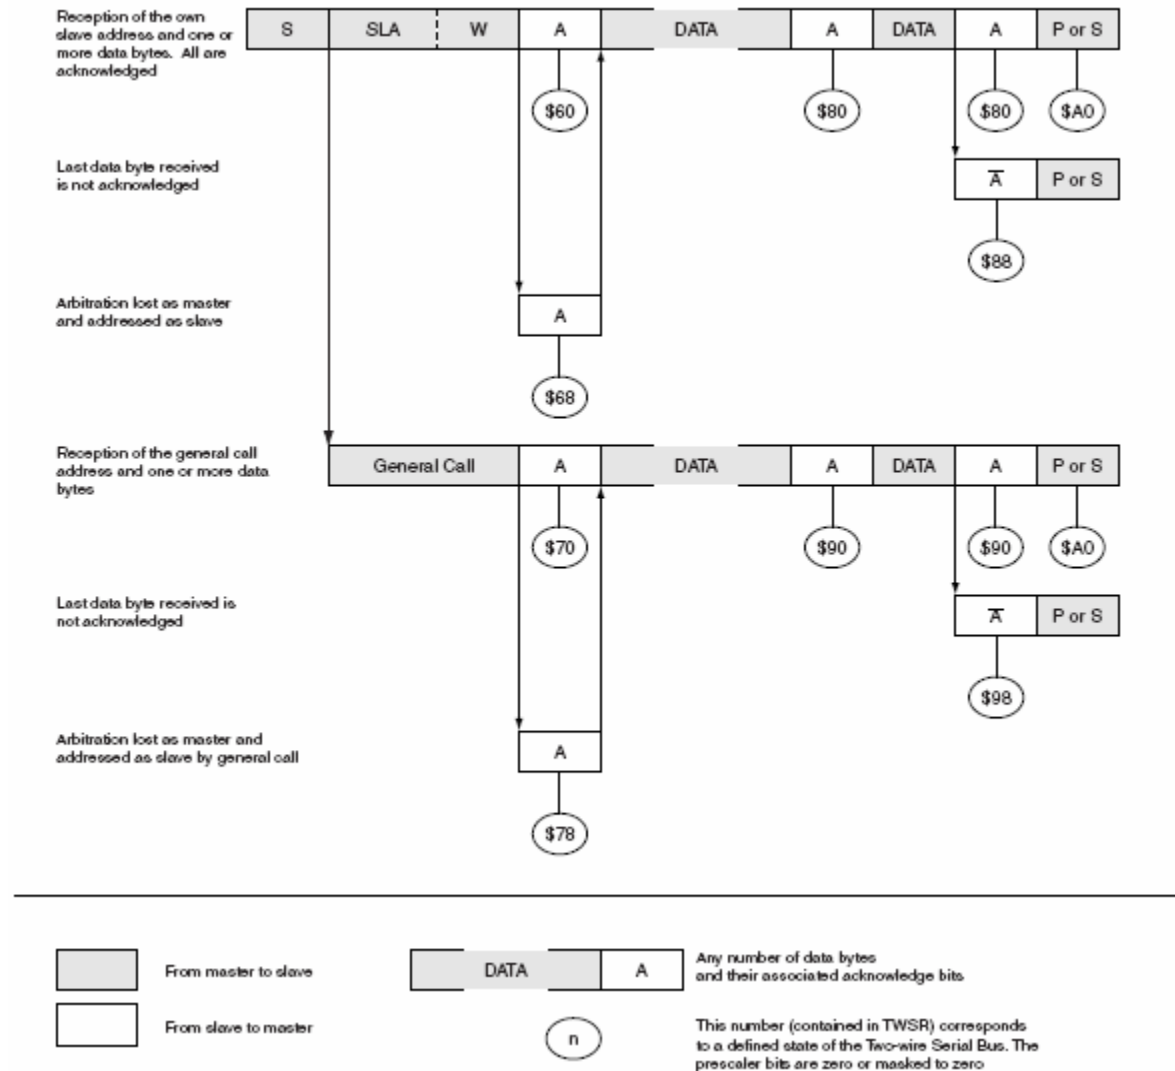 Reception of the own
slave address and one or
more data bytes. All are
acknowledged
S SLA W A DATA A DATA A P or S
$60 $80 $80 $A0
Last data byte received
is not acknowledged
A̅ P or S
$88
Arbitration lost as master
and addressed as slave
A
$68
Reception of the general call
address and one or more data
bytes
General Call A DATA A DATA A P or S
$70 $90 $90 $A0
Last data byte received is
not acknowledged
A̅ P or S
$98
Arbitration lost as master and
addressed as slave by general call
A
$78
From master to slave
DATA A
Any number of data bytes
and their associated acknowledge bits
From slave to master
n
This number (contained in TWSR) corresponds
to a defined state of the Two-wire Serial Bus. The
prescaler bits are zero or masked to zero